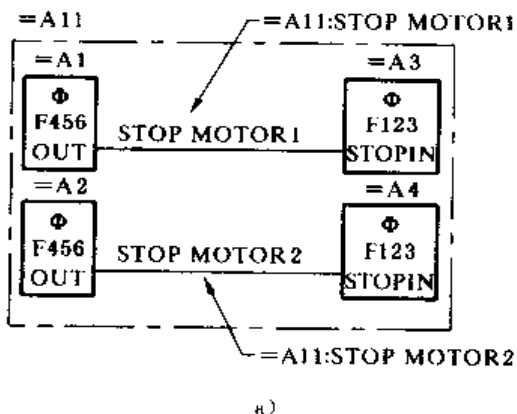 =A11
=A11:STOP MOTOR1
=A1
=A3
Φ
F456
OUT
STOP MOTOR1
Φ
F123
STOPIN
=A2
=A4
Φ
F456
OUT
STOP MOTOR2
Φ
F123
STOPIN
=A11:STOP MOTOR2